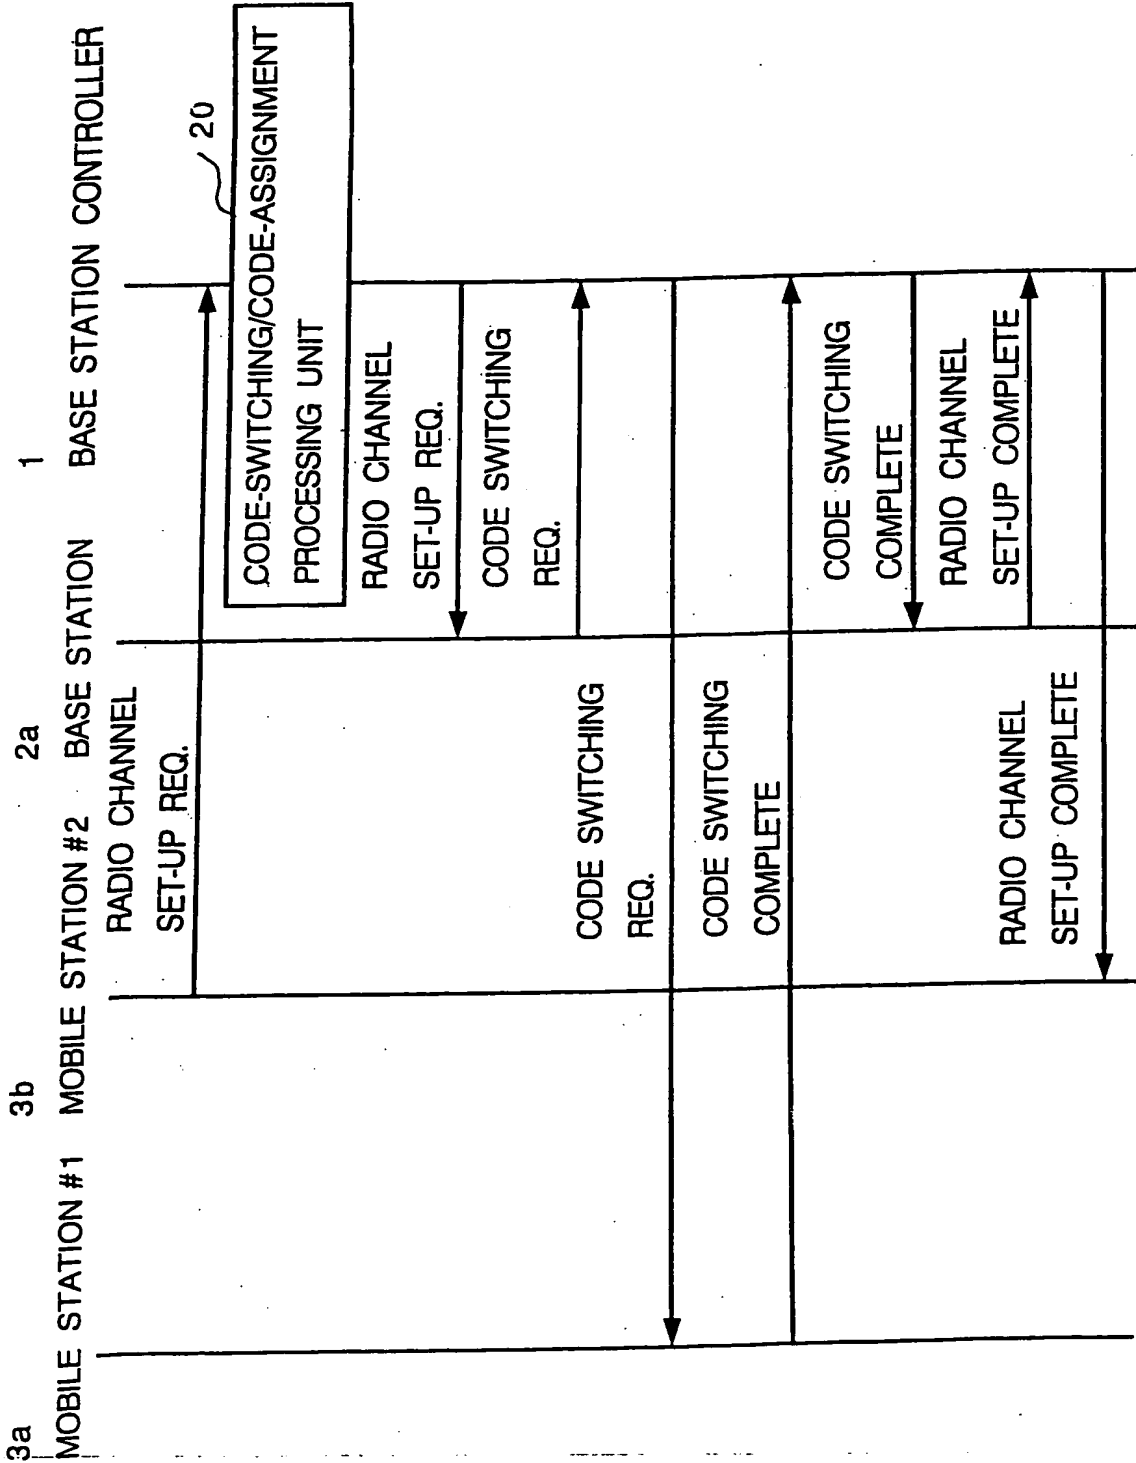 3a
3b
2a
1
MOBILE STATION #1
MOBILE STATION #2
BASE STATION
BASE STATION CONTROLLER
RADIO CHANNEL
SET-UP REQ.
20
CODE-SWITCHING/CODE-ASSIGNMENT
PROCESSING UNIT
RADIO CHANNEL
SET-UP REQ.
CODE SWITCHING
REQ.
CODE SWITCHING
REQ.
CODE SWITCHING
COMPLETE
CODE SWITCHING
COMPLETE
RADIO CHANNEL
SET-UP COMPLETE
RADIO CHANNEL
SET-UP COMPLETE